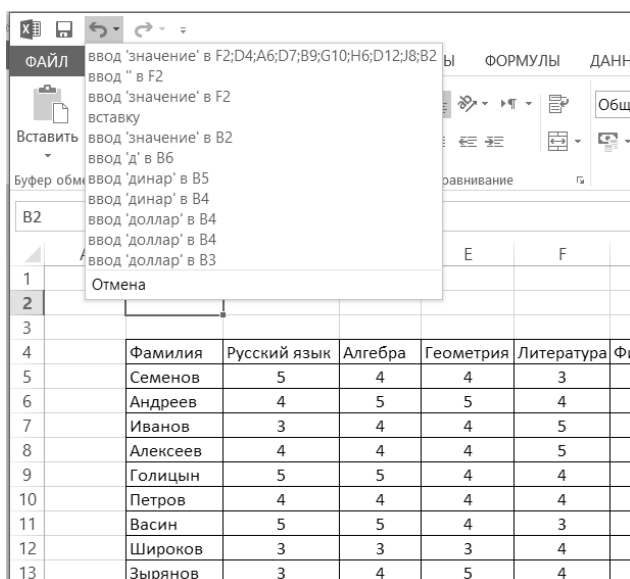 ФАЙЛ
ФОРМУЛЫ
ввод 'значение' в F2;D4;A6;D7;B9;G10;H6;D12;J8;B2
ввод '' в F2
ввод 'значение' в F2
вставку
ввод 'значение' в B2
ввод 'д' в B6
ввод 'динар' в B5
ввод 'динар' в B4
ввод 'доллар' в B4
ввод 'доллар' в B4
ввод 'доллар' в B3
Отмена
Вставить
B2
E F
1
2
3
4 Фамилия Русский язык Алгебра Геометрия Литература
5 Семенов 5 4 4 3
6 Андреев 4 5 5 4
7 Иванов 3 4 4 5
8 Алексеев 4 4 4 5
9 Голицын 5 5 4 4
10 Петров 4 4 4 4
11 Васин 5 5 4 3
12 Широков 3 3 3 4
13 Зырянов 3 4 5 4